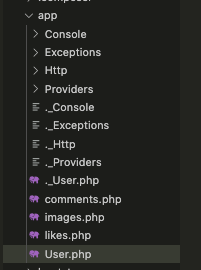 app
Console
Exceptions
Http
Providers
._Console
._Exceptions
._Http
._Providers
._User.php
comments.php
images.php
likes.php
User.php